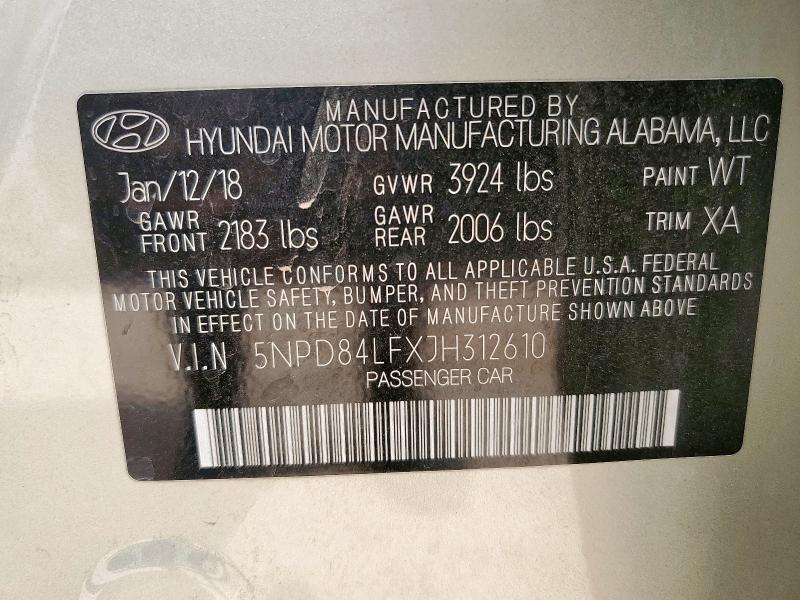 MANUFACTURED BY
HYUNDAI MOTOR MANUFACTURING ALABAMA, LLC
Jan/12/18 GVWR 3924 lbs PAINT WT
GAWR FRONT 2183 lbs GAWR REAR 2006 lbs TRIM XA
THIS VEHICLE CONFORMS TO ALL APPLICABLE U.S.A. FEDERAL
MOTOR VEHICLE SAFETY, BUMPER, AND THEFT PREVENTION STANDARDS
IN EFFECT ON THE DATE OF MANUFACTURE SHOWN ABOVE
V.I.N 5NPD84LFXJH312610
PASSENGER CAR